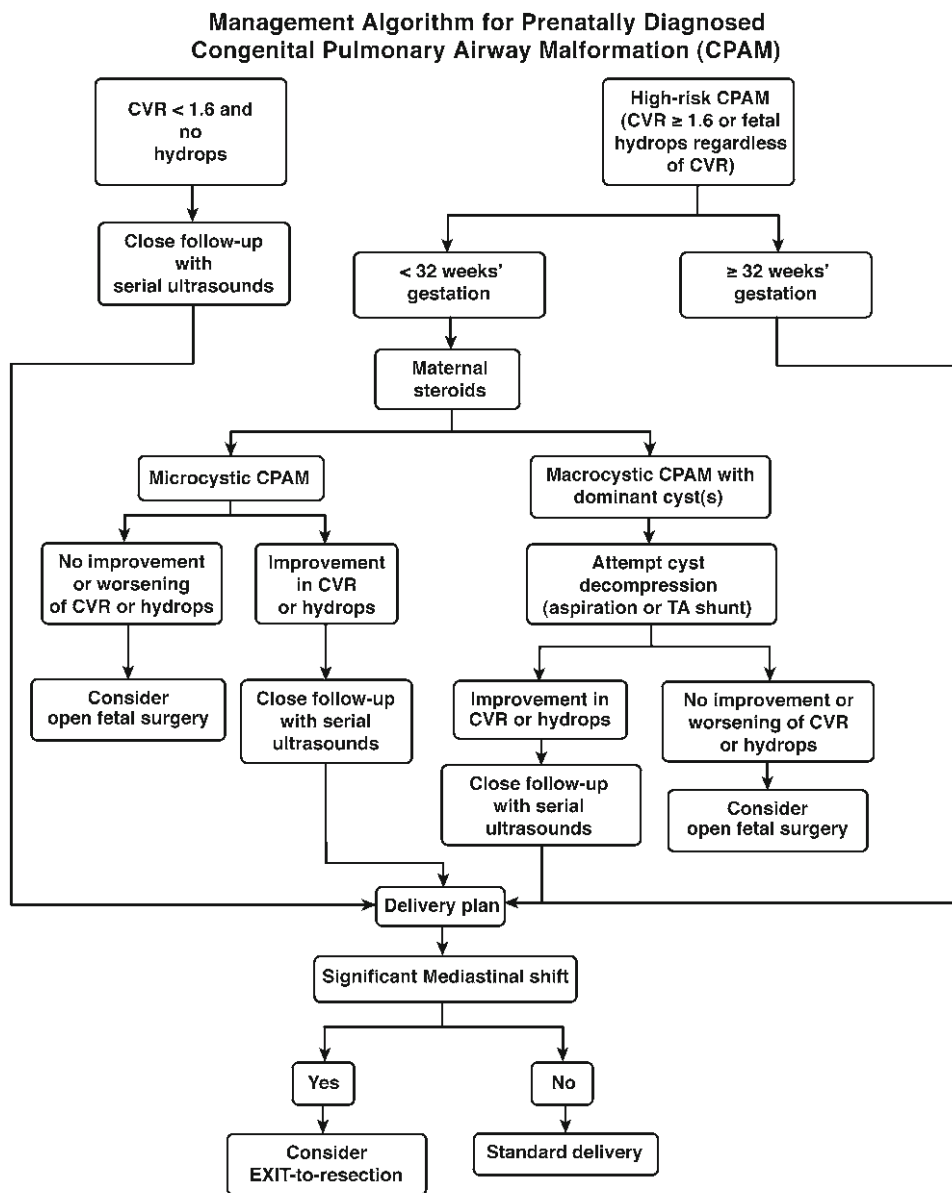 Management Algorithm for Prenatally Diagnosed
Congenital Pulmonary Airway Malformation (CPAM)
CVR < 1.6 and
no
hydrops
High-risk CPAM
(CVR ≥ 1.6 or fetal
hydrops regardless
of CVR)
Close follow-up
with
serial ultrasounds
< 32 weeks’
gestation
≥ 32 weeks’
gestation
Maternal
steroids
Microcystic CPAM
Macrocystic CPAM with
dominant cyst(s)
No improvement
or worsening
of CVR or hydrops
Improvement
in CVR
or hydrops
Attempt cyst
decompression
(aspiration or TA shunt)
Consider
open fetal surgery
Close follow-up
with serial
ultrasounds
Improvement in
CVR or hydrops
No improvement or
worsening of CVR
or hydrops
Close follow-up
with serial
ultrasounds
Consider
open fetal surgery
Delivery plan
Significant Mediastinal shift
Yes
No
Consider
EXIT-to-resection
Standard delivery